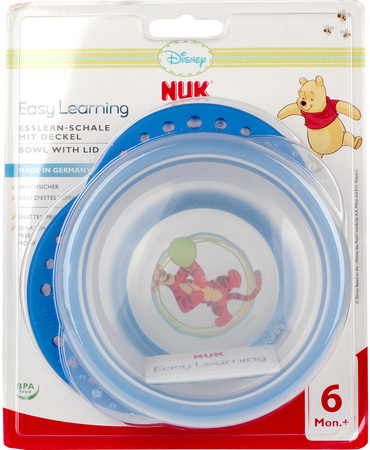 Disney
NUK
Easy Learning
ESSLERN-SCHALE
MIT DECKEL
BOWL WITH LID
MADE IN GERMANY
NUK
Easy Learning
BPA
free
6
Mon.+